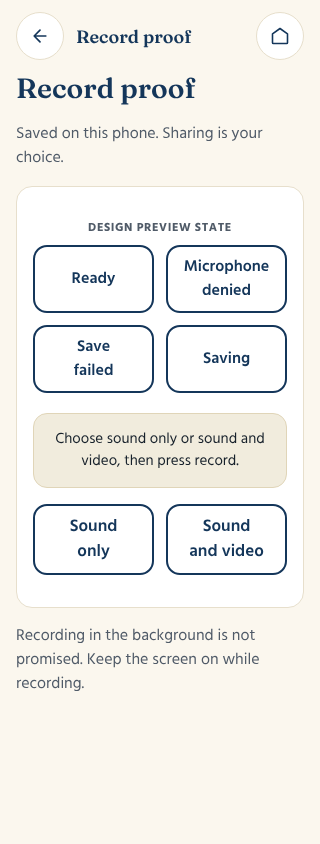 Record proof
Record proof
Saved on this phone. Sharing is your
choice.
DESIGN PREVIEW STATE
Ready
Microphone
denied
Save
failed
Saving
Choose sound only or sound and
video, then press record.
Sound
only
Sound
and video
Recording in the background is not
promised. Keep the screen on while
recording.